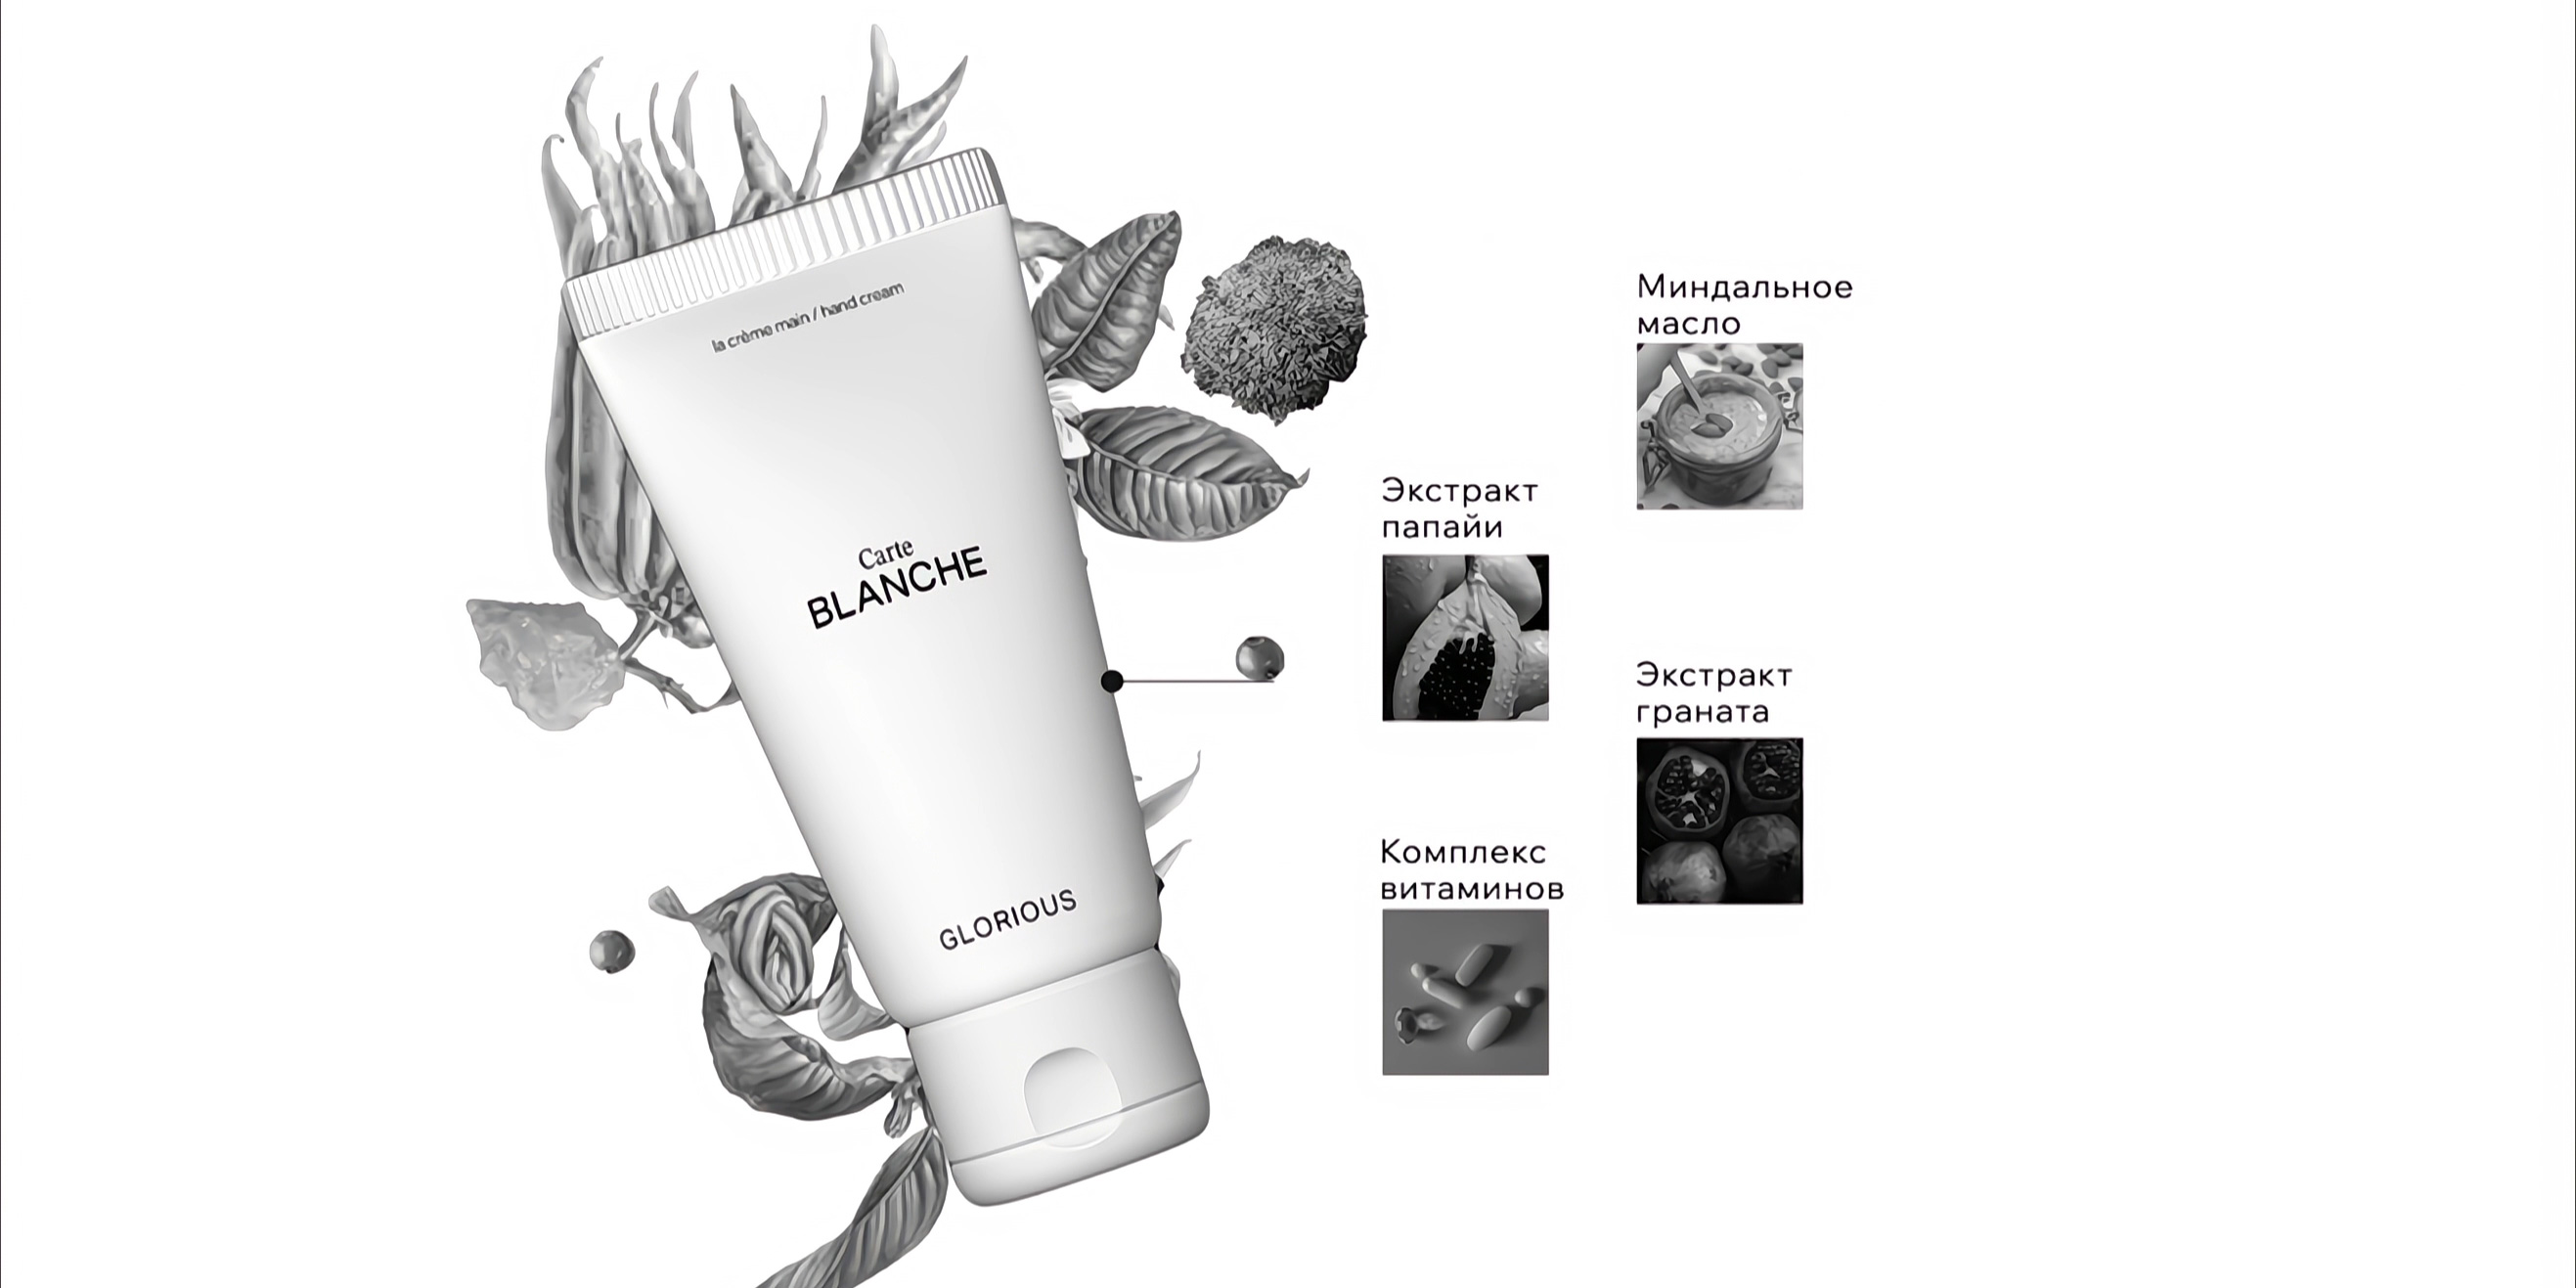 la crème main / hand cream
Carte
BLANCHE
GLORIOUS
Миндальное
масло
Экстракт
папайи
Экстракт
граната
Комплекс
витаминов